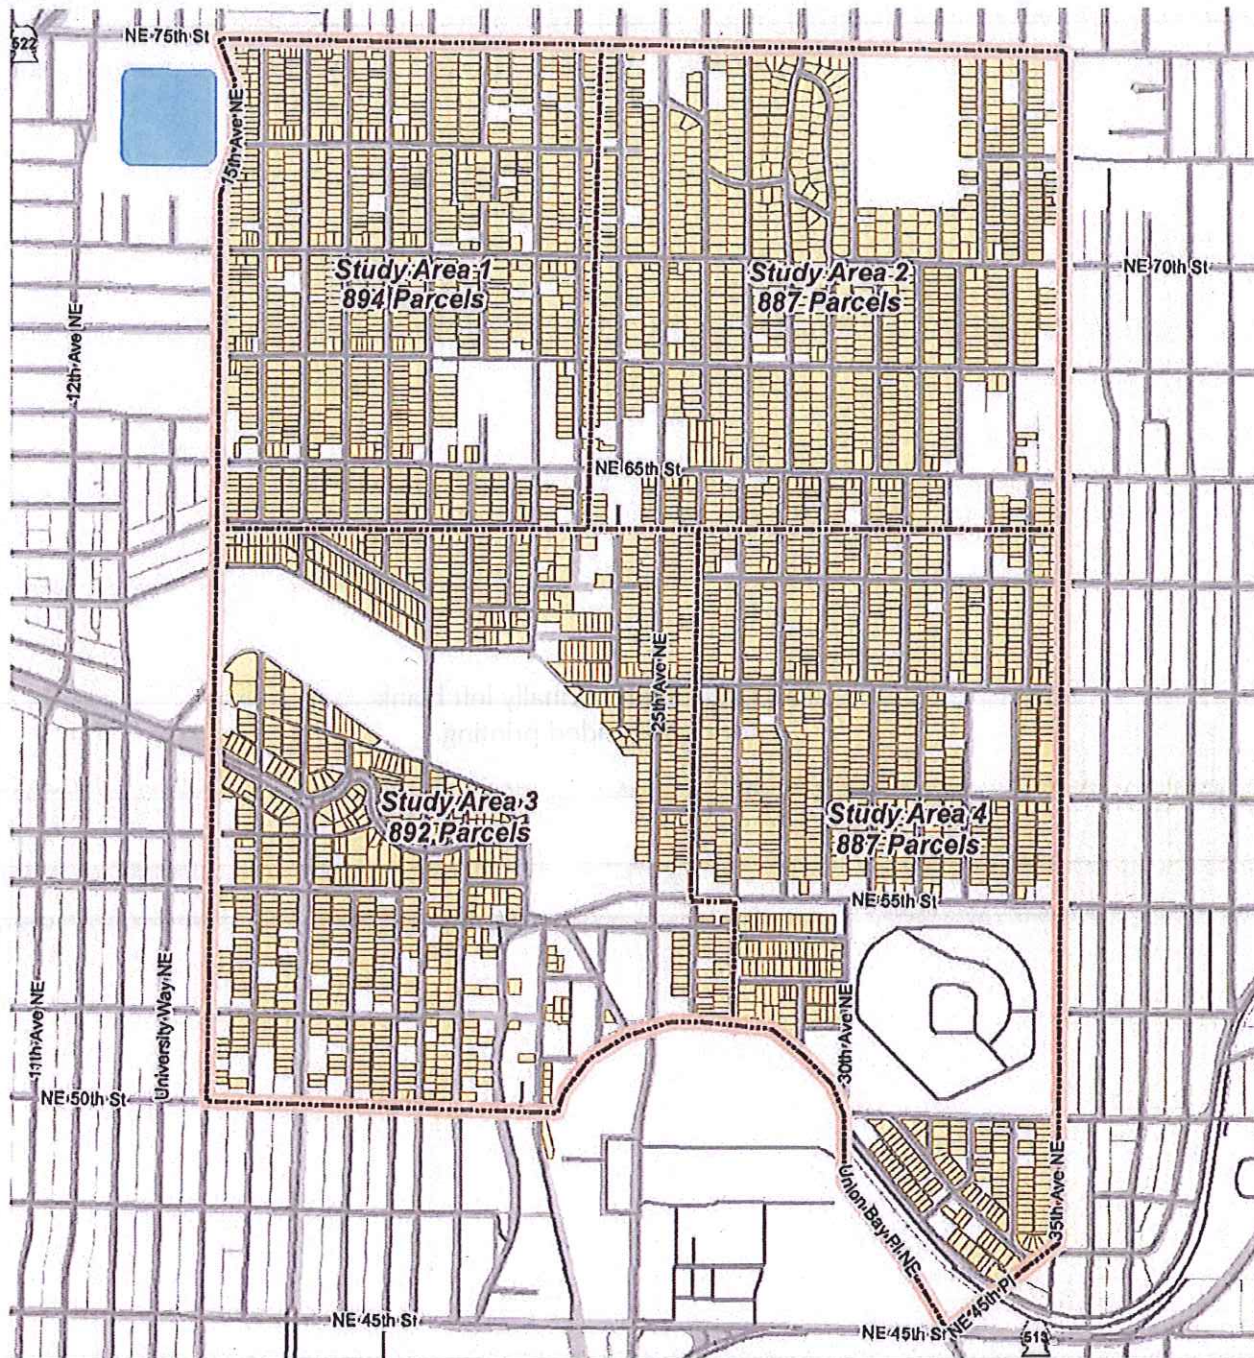 522
NE 75th St
15th Ave NE
Study Area 1
894 Parcels
Study Area 2
887 Parcels
NE 70th St
12th Ave NE
NE 65th St
25th Ave NE
Study Area 3
892 Parcels
Study Area 4
887 Parcels
NE 55th St
11th Ave NE
University Way NE
30th Ave NE
NE 50th St
35th Ave NE
Union Bay Pl NE
NE 45th Pl
NE 45th St
NE 45th St
513